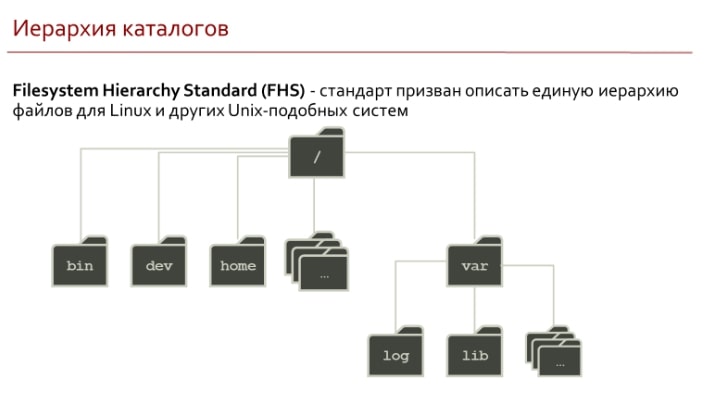 Иерархия каталогов
Filesystem Hierarchy Standard (FHS) - стандарт призван описать единую иерархию
файлов для Linux и других Unix-подобных систем
/
bin
dev
home
...
var
log
lib
...